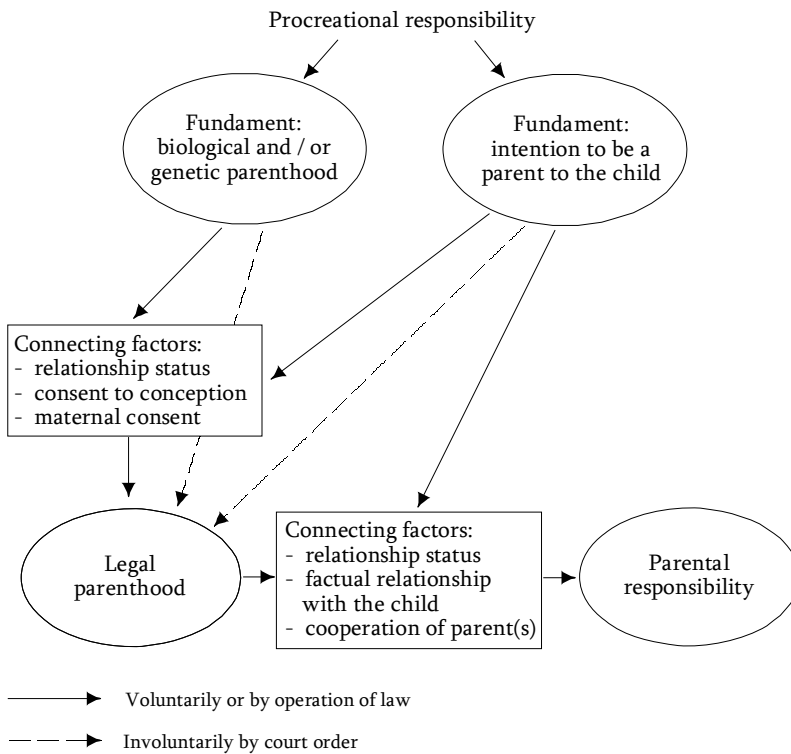 Procreational responsibility
Fundament:
biological and / or
genetic parenthood
Fundament:
intention to be a
parent to the child
Connecting factors:
- relationship status
- consent to conception
- maternal consent
Legal
parenthood
Connecting factors:
- relationship status
- factual relationship
with the child
- cooperation of parent(s)
Parental
responsibility
Voluntarily or by operation of law
Involuntarily by court order